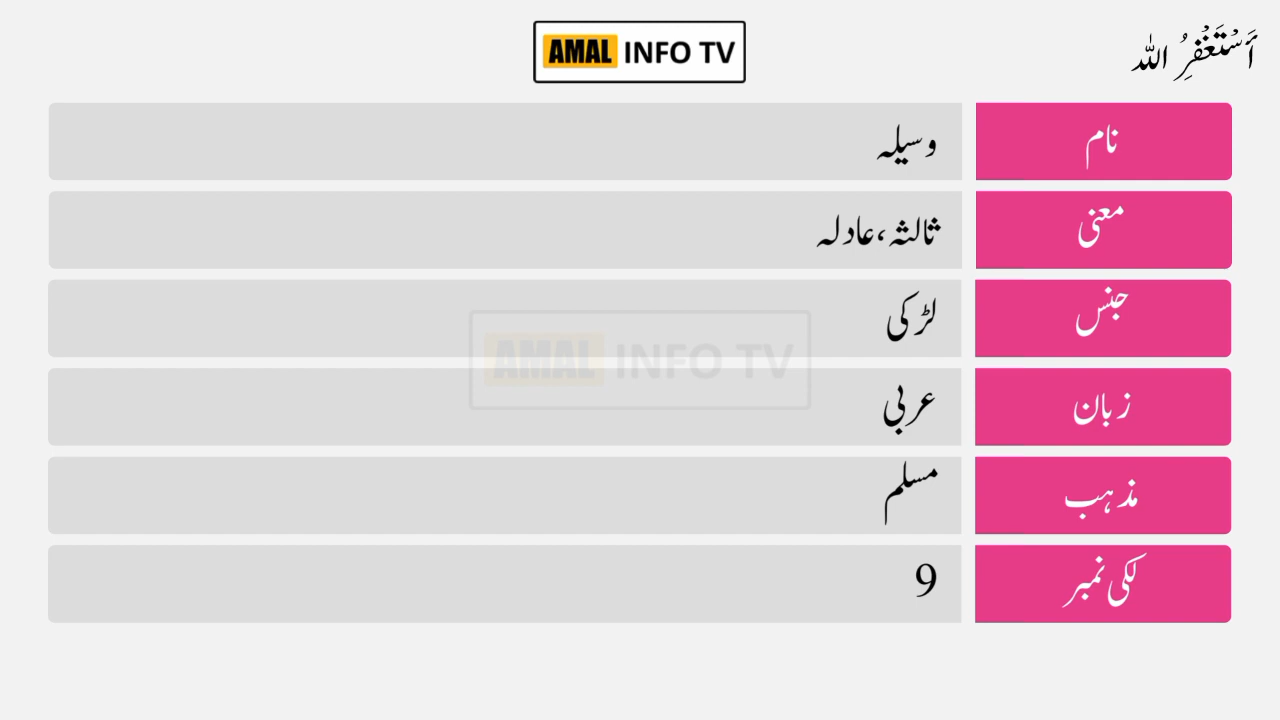 AMAL INFO TV
أَسْتَغْفِرُ اللہ
نام وسیلہ
معنی ثالثہ، عادلہ
جنس لڑکی
زبان عربی
مذہب مسلم
لکی نمبر 9
AMAL INFO TV